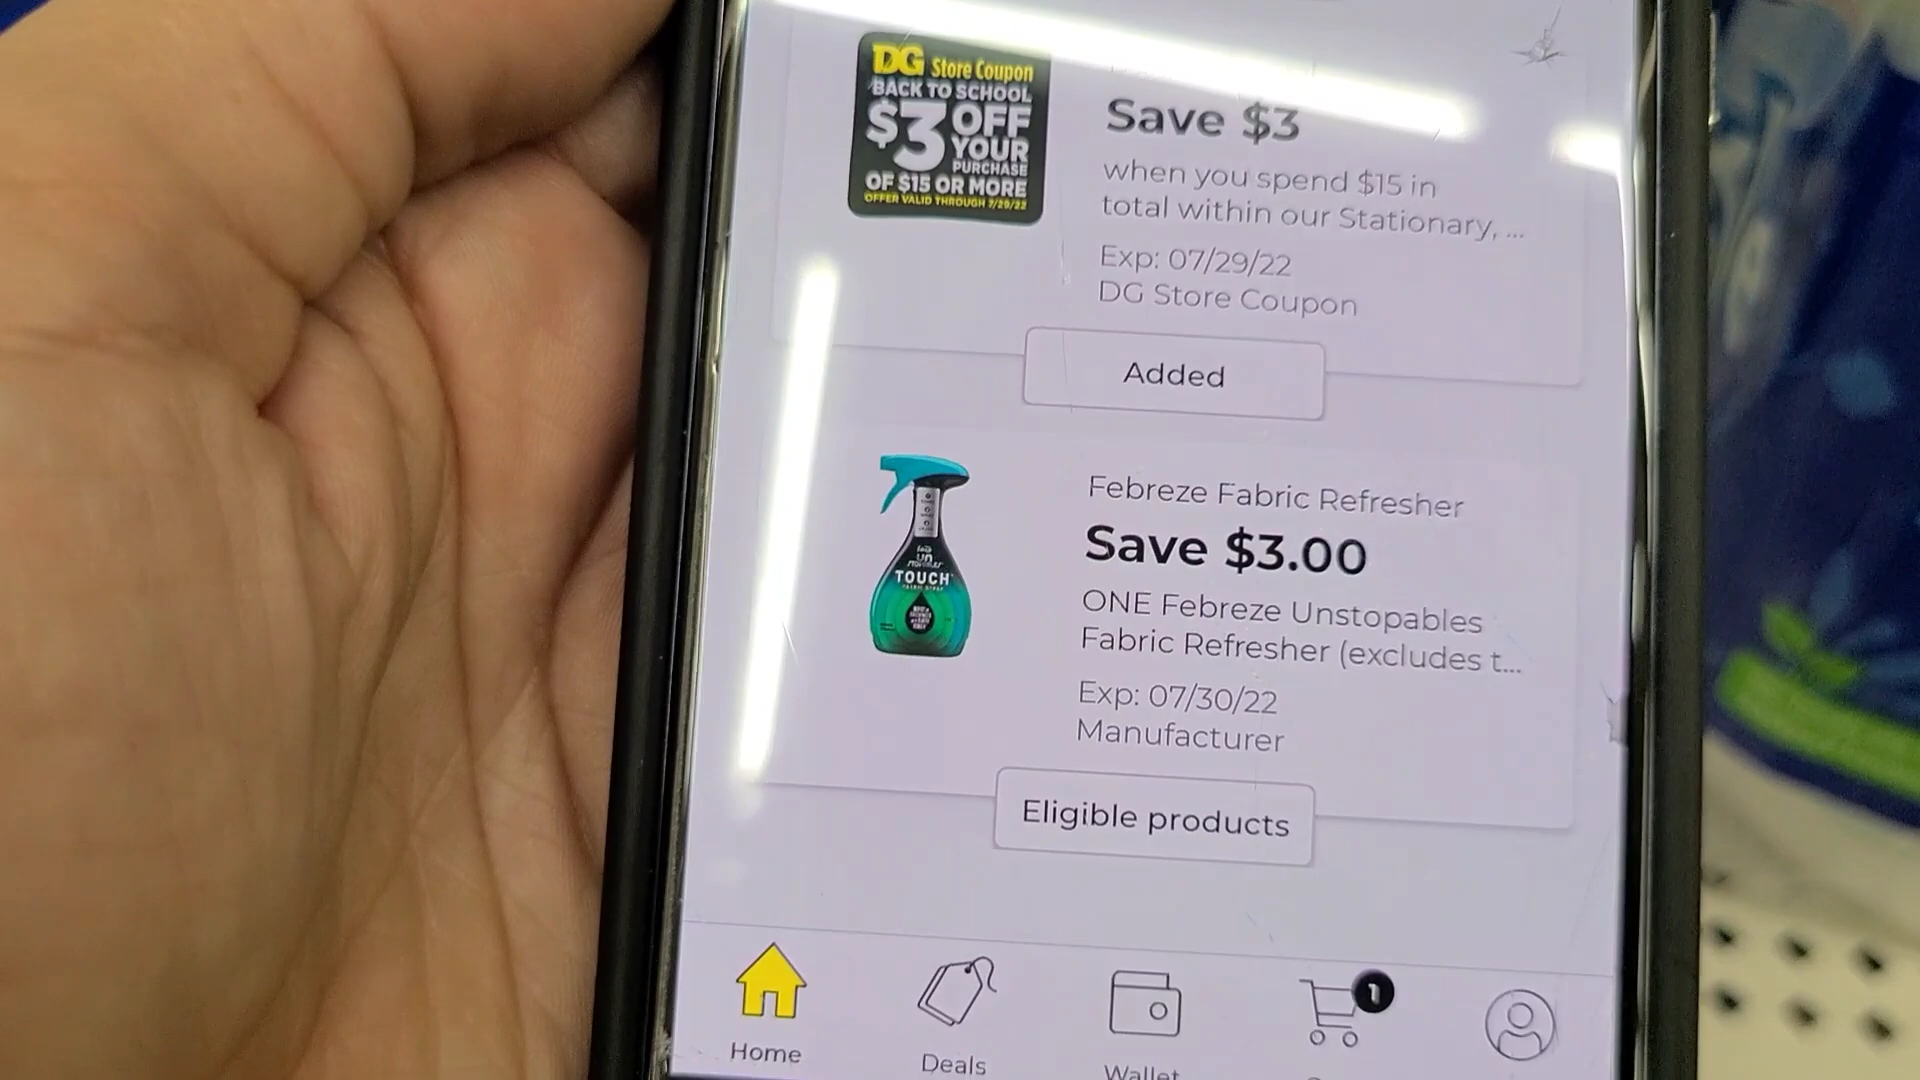 DG Store Coupon
BACK TO SCHOOL
$3 OFF
YOUR
PURCHASE
OF $15 OR MORE
OFFER VALID THROUGH 7/29/22
Save $3
when you spend $15 in
total within our Stationary, ...
Exp: 07/29/22
DG Store Coupon
Added
TOUCH
Febreze Fabric Refresher
Save $3.00
ONE Febreze Unstopables
Fabric Refresher (excludes t...
Exp: 07/30/22
Manufacturer
Eligible products
1
Home
Deals
Wallet